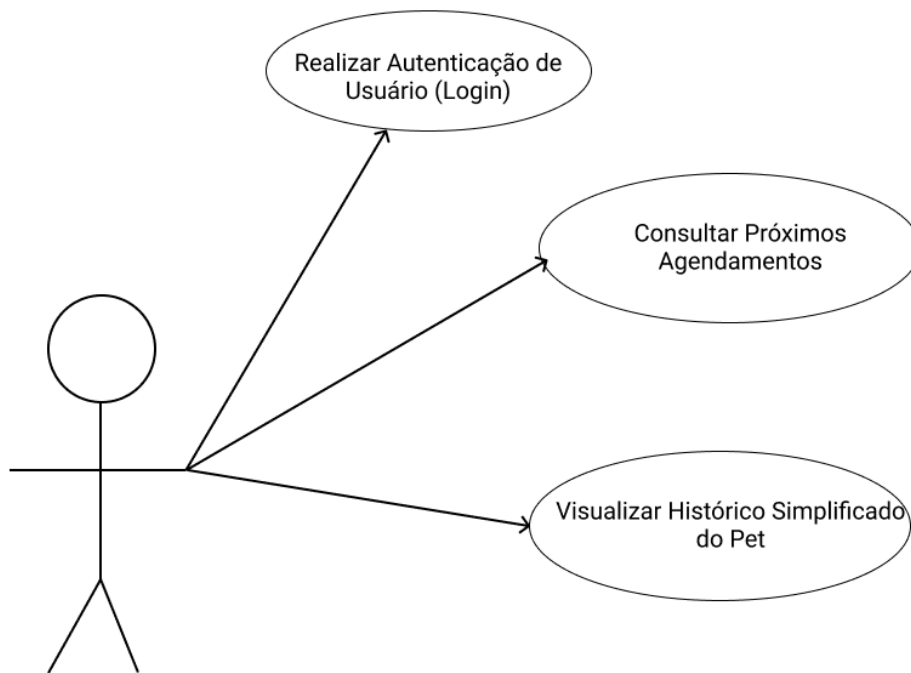 Realizar Autenticação de
Usuário (Login)
Consultar Próximos
Agendamentos
Visualizar Histórico Simplificado
do Pet